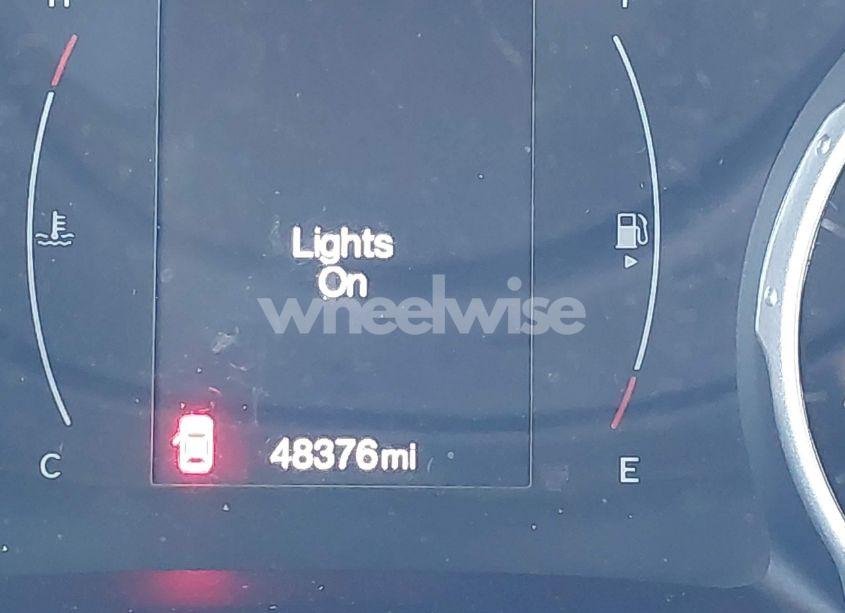 Lights
On
wheelwise
48376mi
C
E